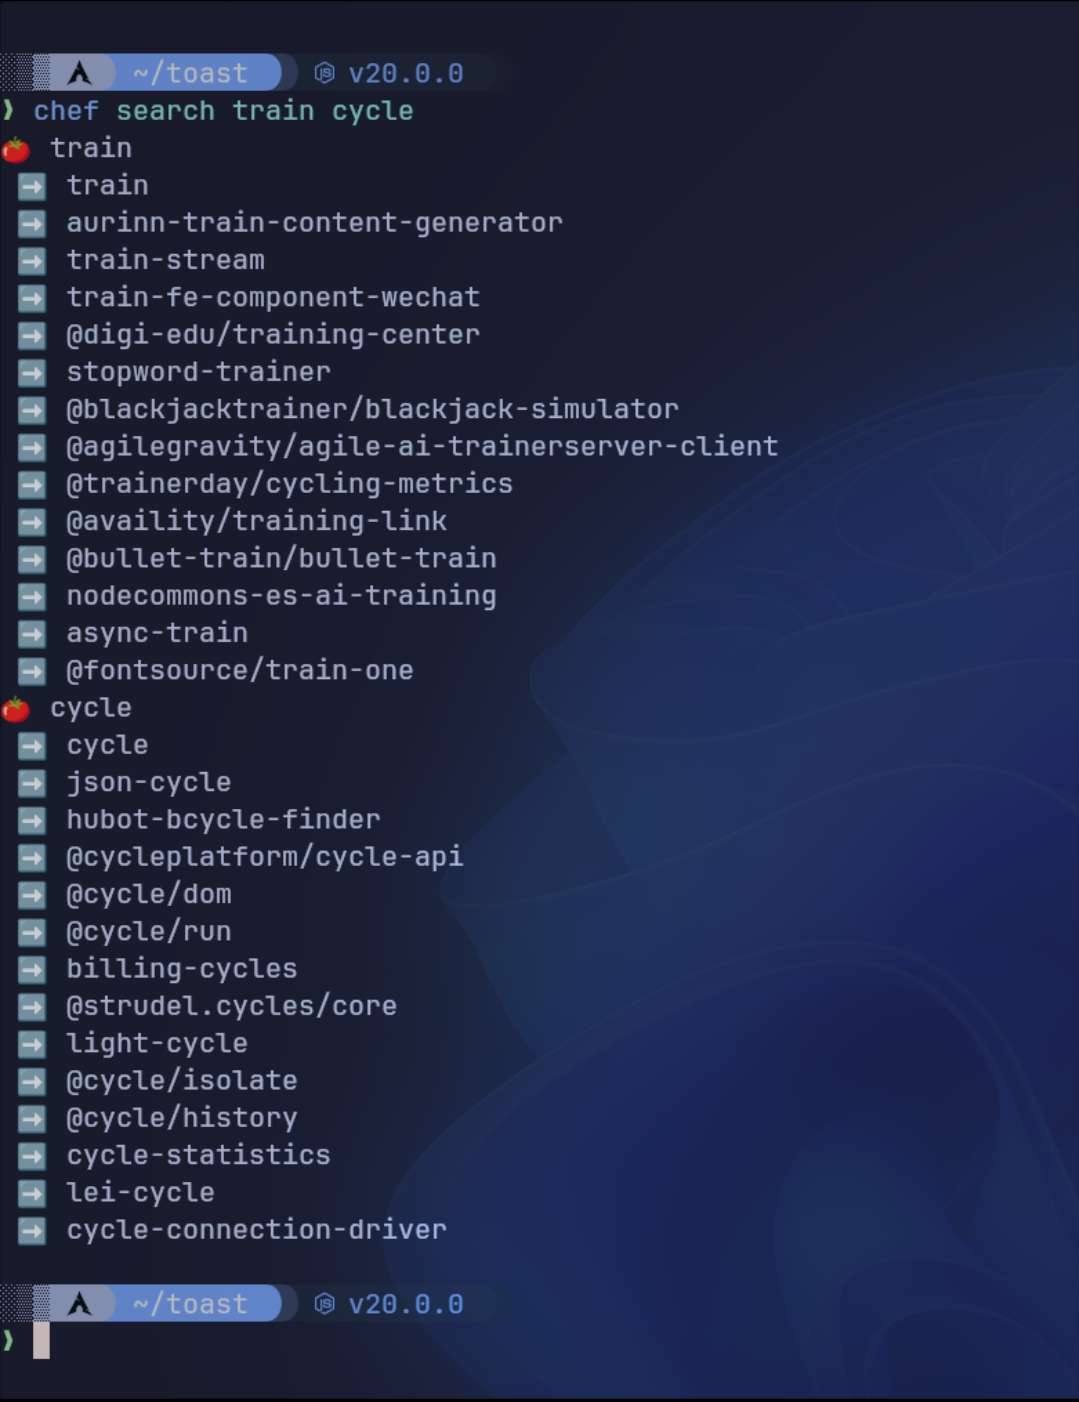 ~/toast v20.0.0
❯ chef search train cycle
🍅 train
➡️ train
➡️ aurinn-train-content-generator
➡️ train-stream
➡️ train-fe-component-wechat
➡️ @digi-edu/training-center
➡️ stopword-trainer
➡️ @blackjacktrainer/blackjack-simulator
➡️ @agilegravity/agile-ai-trainerserver-client
➡️ @trainerday/cycling-metrics
➡️ @availity/training-link
➡️ @bullet-train/bullet-train
➡️ nodecommons-es-ai-training
➡️ async-train
➡️ @fontsource/train-one
🍅 cycle
➡️ cycle
➡️ json-cycle
➡️ hubot-bcycle-finder
➡️ @cycleplatform/cycle-api
➡️ @cycle/dom
➡️ @cycle/run
➡️ billing-cycles
➡️ @strudel.cycles/core
➡️ light-cycle
➡️ @cycle/isolate
➡️ @cycle/history
➡️ cycle-statistics
➡️ lei-cycle
➡️ cycle-connection-driver
~/toast v20.0.0
❯